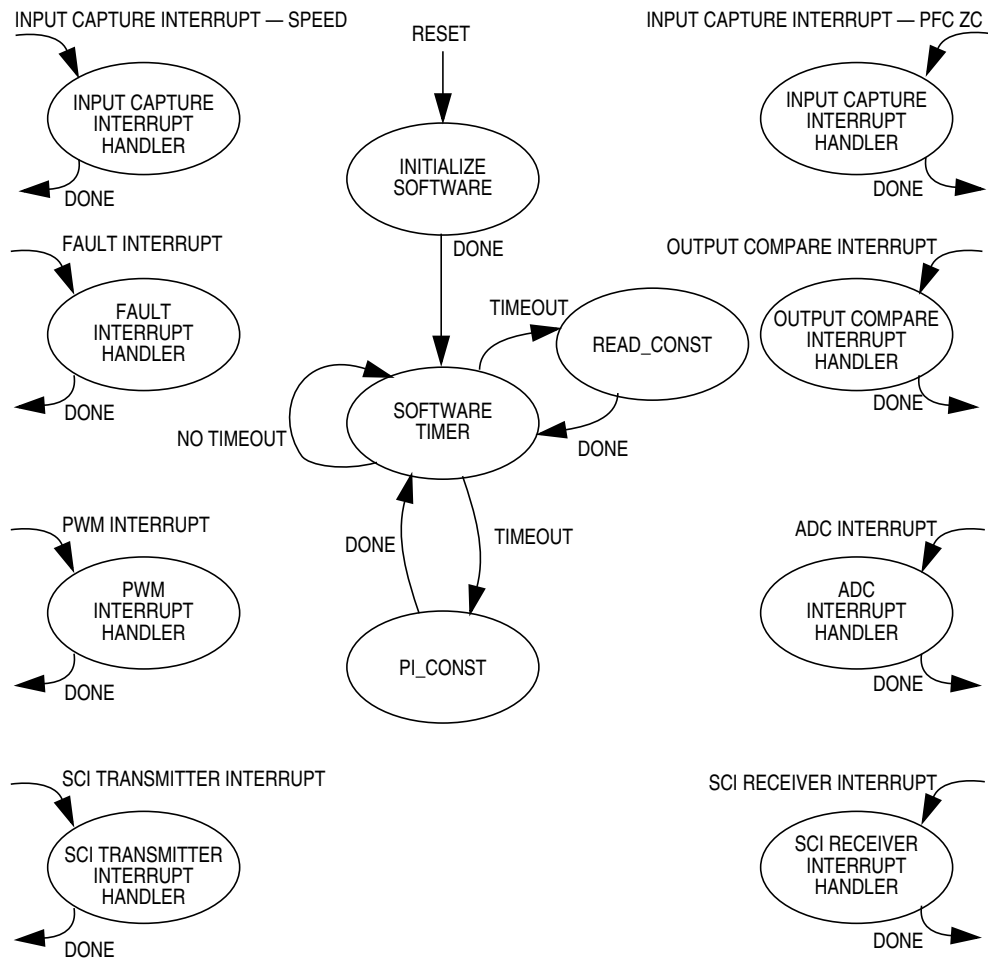 INPUT CAPTURE INTERRUPT — SPEED
RESET
INPUT CAPTURE INTERRUPT — PFC ZC
INPUT CAPTURE
INTERRUPT
HANDLER
DONE
INITIALIZE
SOFTWARE
DONE
INPUT CAPTURE
INTERRUPT
HANDLER
DONE
FAULT INTERRUPT
FAULT
INTERRUPT
HANDLER
DONE
TIMEOUT
READ_CONST
DONE
OUTPUT COMPARE INTERRUPT
OUTPUT COMPARE
INTERRUPT
HANDLER
DONE
SOFTWARE
TIMER
NO TIMEOUT
PWM INTERRUPT
PWM
INTERRUPT
HANDLER
DONE
DONE
TIMEOUT
PI_CONST
ADC INTERRUPT
ADC
INTERRUPT
HANDLER
DONE
SCI TRANSMITTER INTERRUPT
SCI TRANSMITTER
INTERRUPT
HANDLER
DONE
SCI RECEIVER INTERRUPT
SCI RECEIVER
INTERRUPT
HANDLER
DONE